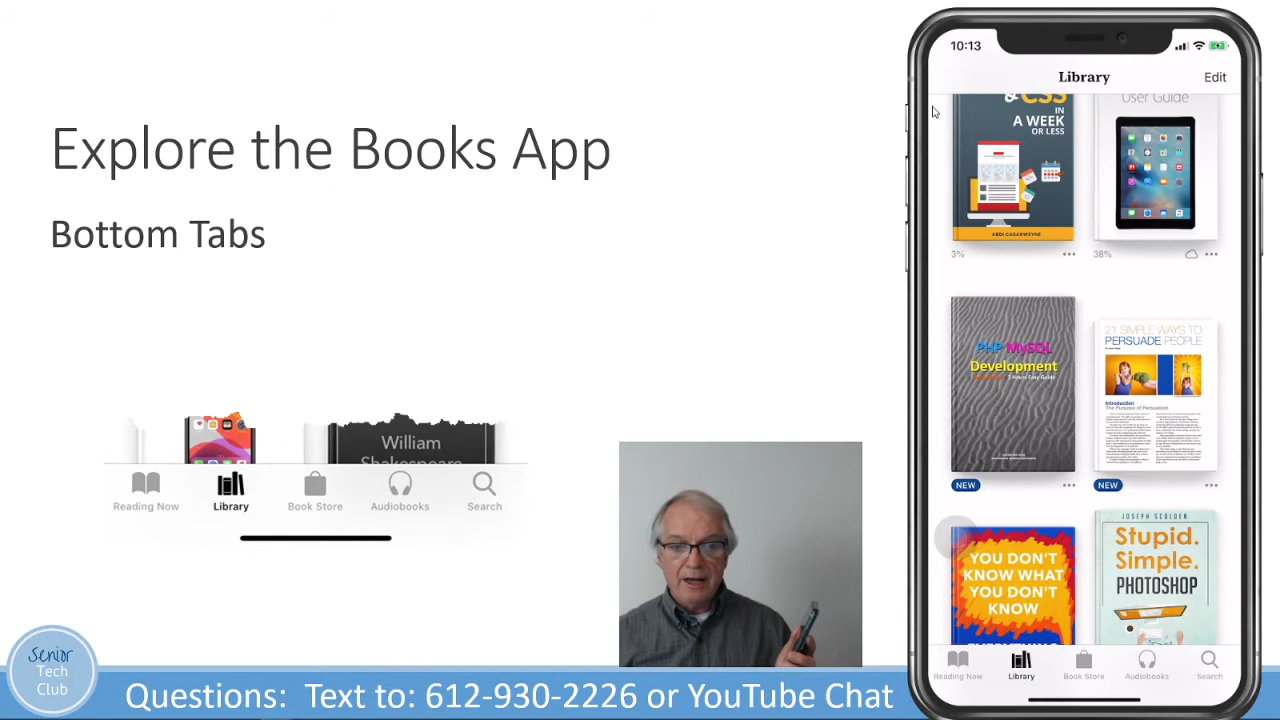 Explore the Books App
Bottom Tabs
William
Reading Now
Library
Book Store
Audiobooks
Search
Senior
Tech
Club
Questions: Text to: 612-930-2226 or YouTube Chat
10:13
Library
Edit
& CSS
IN
A WEEK
OR LESS
ABDI CAGARWEYNE
User Guide
3%
38%
PHP MySQL
Development
21 SIMPLE WAYS TO
PERSUADE PEOPLE
Introduction
The Purpose of Persuasion
NEW
NEW
YOU DON'T
KNOW WHAT
YOU DON'T
KNOW
JOSEPH SCOLDEN
Stupid.
Simple.
PHOTOSHOP
Reading Now
Library
Book Store
Audiobooks
Search